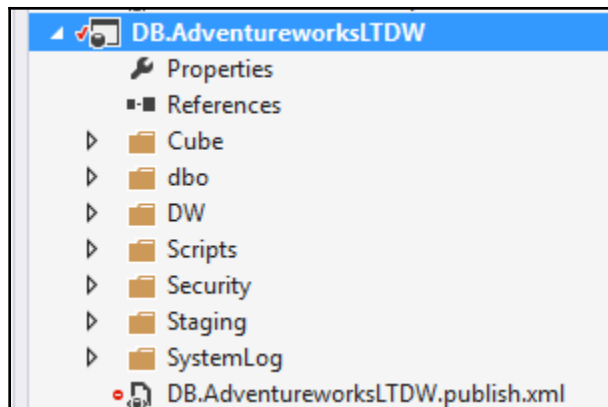 DB.AdventureworksLTDW
Properties
References
Cube
dbo
DW
Scripts
Security
Staging
SystemLog
DB.AdventureworksLTDW.publish.xml